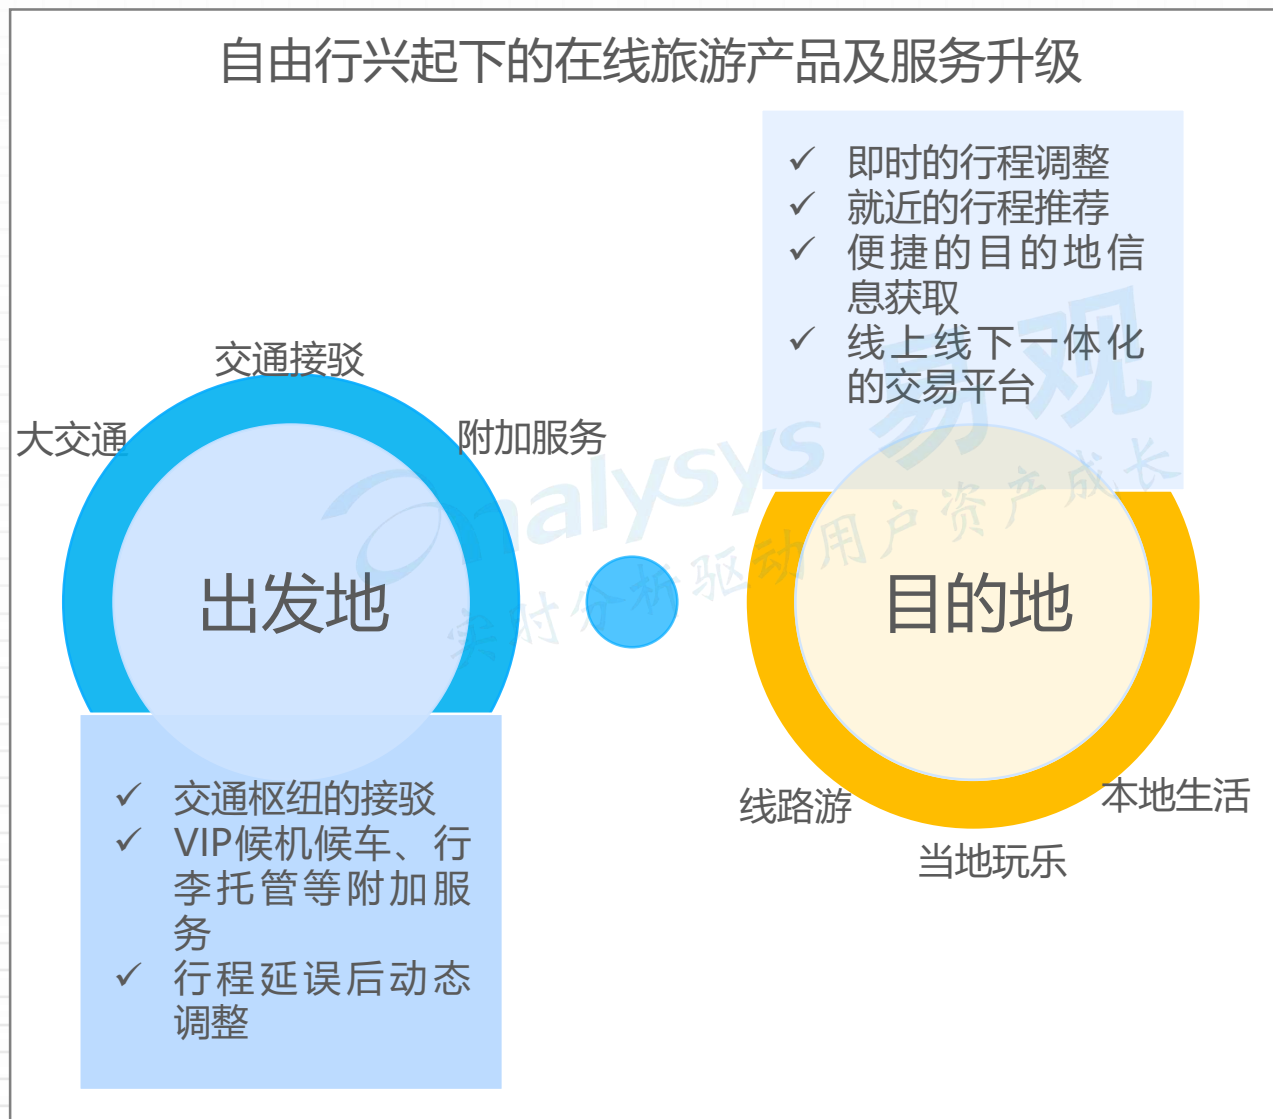 自由行兴起下的在线旅游产品及服务升级
✓ 即时的行程调整
✓ 就近的行程推荐
✓ 便捷的目的地信
息获取
✓ 线上线下一体化
的交易平台
交通接驳
大交通
附加服务
出发地
目的地
✓ 交通枢纽的接驳
✓ VIP候机候车、行
李托管等附加服
务
✓ 行程延误后动态
调整
线路游
当地玩乐
本地生活
analysys 易观
实时分析驱动用户资产成长